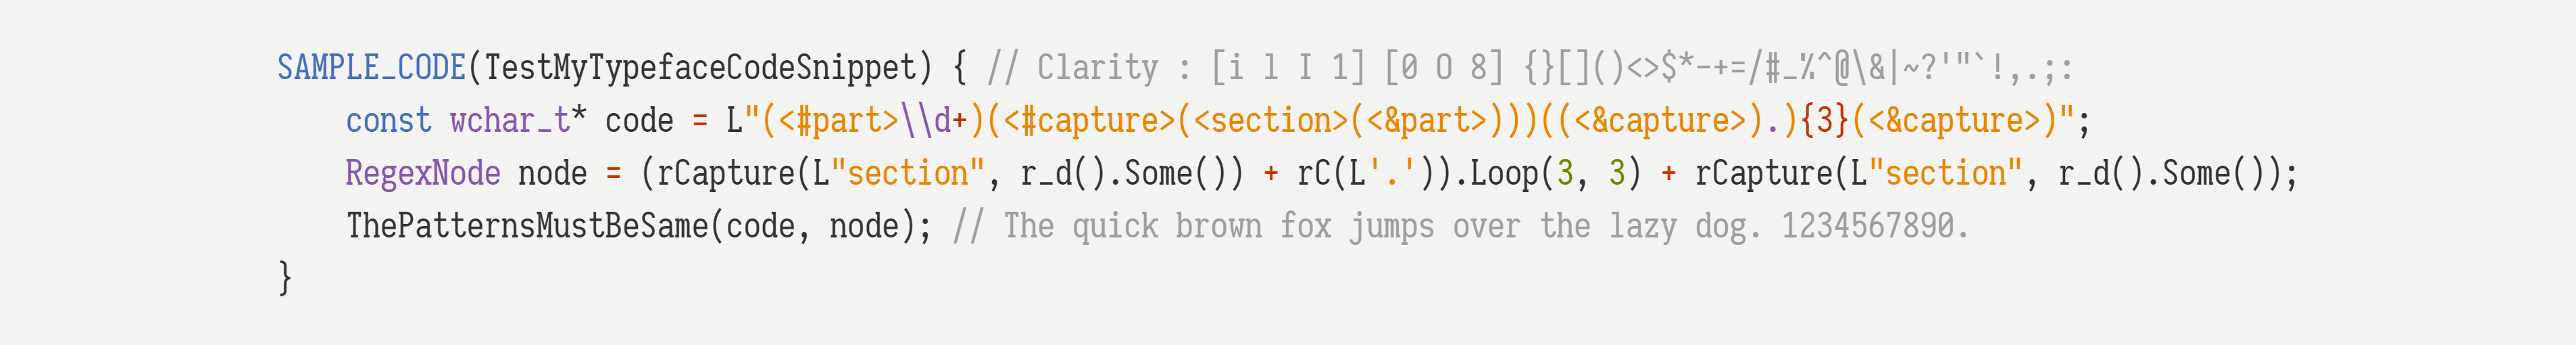 SAMPLE_CODE(TestMyTypefaceCodeSnippet) { // Clarity : [i l I 1] [0 O 8] {}[]()<>$*-+=/#_%^@\&|~?'"`!,.;:
    const wchar_t* code = L"(<#part>\\d+)(<#capture>(<section>(<&part>)))((<&capture>).){3}(<&capture>)";
    RegexNode node = (rCapture(L"section", r_d().Some()) + rC(L'.')).Loop(3, 3) + rCapture(L"section", r_d().Some());
    ThePatternsMustBeSame(code, node); // The quick brown fox jumps over the lazy dog. 1234567890.
}